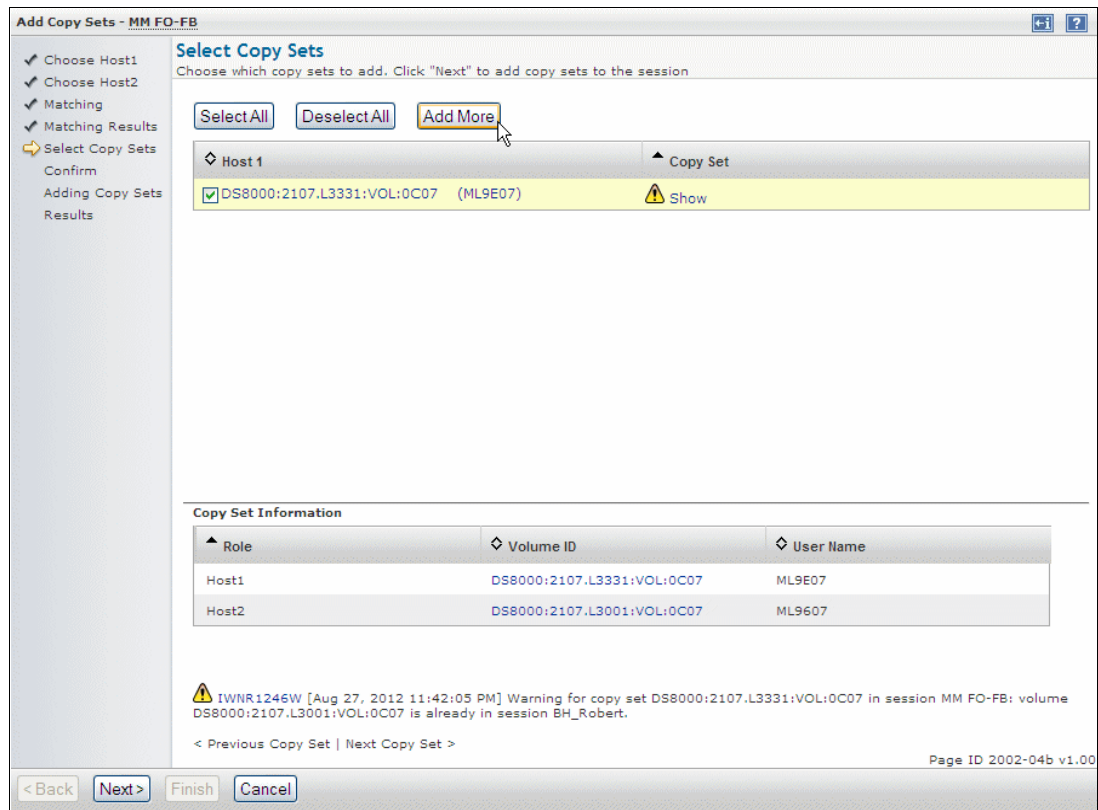 Add Copy Sets - MM FO-FB
Choose Host1
Choose Host2
Matching
Matching Results
Select Copy Sets
Confirm
Adding Copy Sets
Results
Select Copy Sets
Choose which copy sets to add. Click "Next" to add copy sets to the session
Select All Deselect All Add More
Host 1 Copy Set
DS8000:2107.L3331:VOL:0C07 (ML9E07) Show
Copy Set Information
Role Volume ID User Name
Host1 DS8000:2107.L3331:VOL:0C07 ML9E07
Host2 DS8000:2107.L3001:VOL:0C07 ML9607
IWNR1246W [Aug 27, 2012 11:42:05 PM] Warning for copy set DS8000:2107.L3331:VOL:0C07 in session MM FO-FB: volume
DS8000:2107.L3001:VOL:0C07 is already in session BH_Robert.
< Previous Copy Set | Next Copy Set >
Page ID 2002-04b v1.00
< Back Next > Finish Cancel